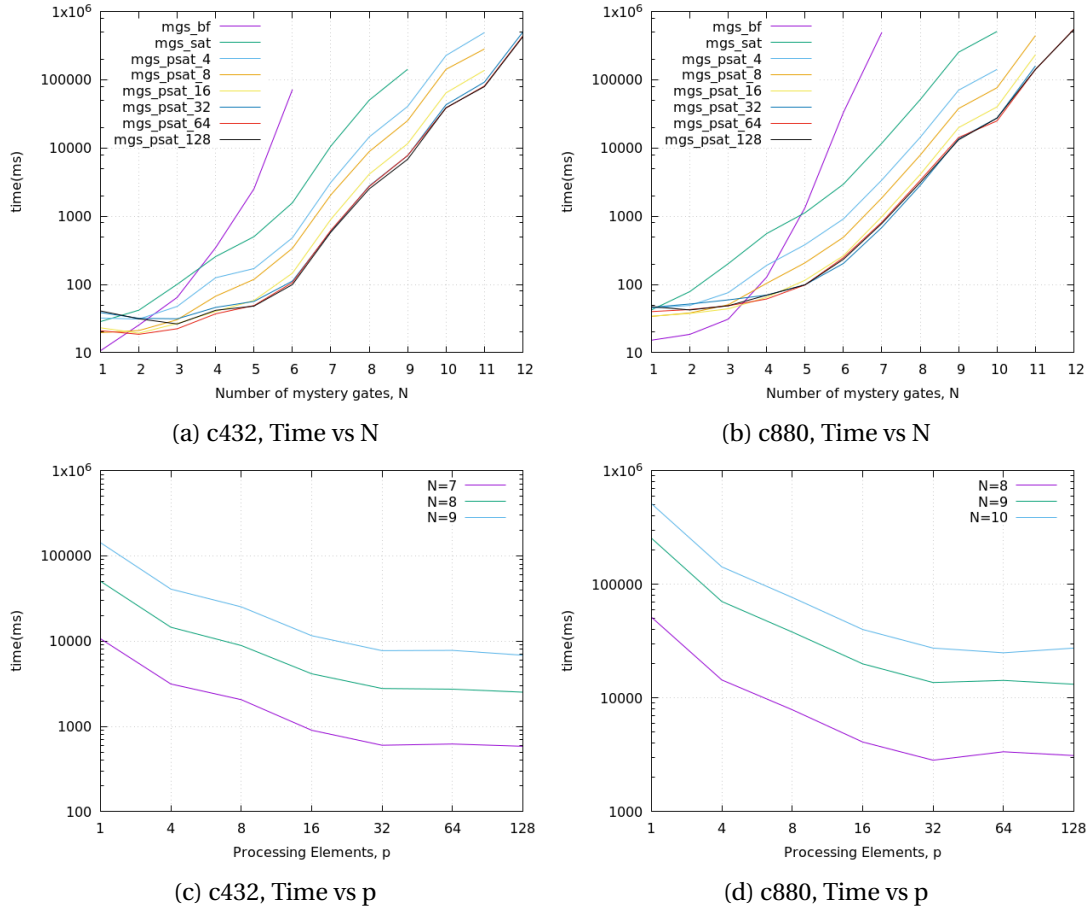 1x10^6
100000
10000
1000
100
10
time(ms)
mgs_bf
mgs_sat
mgs_psat_4
mgs_psat_8
mgs_psat_16
mgs_psat_32
mgs_psat_64
mgs_psat_128
1 2 3 4 5 6 7 8 9 10 11 12
Number of mystery gates, N
(a) c432, Time vs N
1x10^6
100000
10000
1000
100
10
time(ms)
mgs_bf
mgs_sat
mgs_psat_4
mgs_psat_8
mgs_psat_16
mgs_psat_32
mgs_psat_64
mgs_psat_128
1 2 3 4 5 6 7 8 9 10 11 12
Number of mystery gates, N
(b) c880, Time vs N
1x10^6
100000
10000
1000
100
time(ms)
N=7
N=8
N=9
1 4 8 16 32 64 128
Processing Elements, p
(c) c432, Time vs p
1x10^6
100000
10000
1000
time(ms)
N=8
N=9
N=10
1 4 8 16 32 64 128
Processing Elements, p
(d) c880, Time vs p